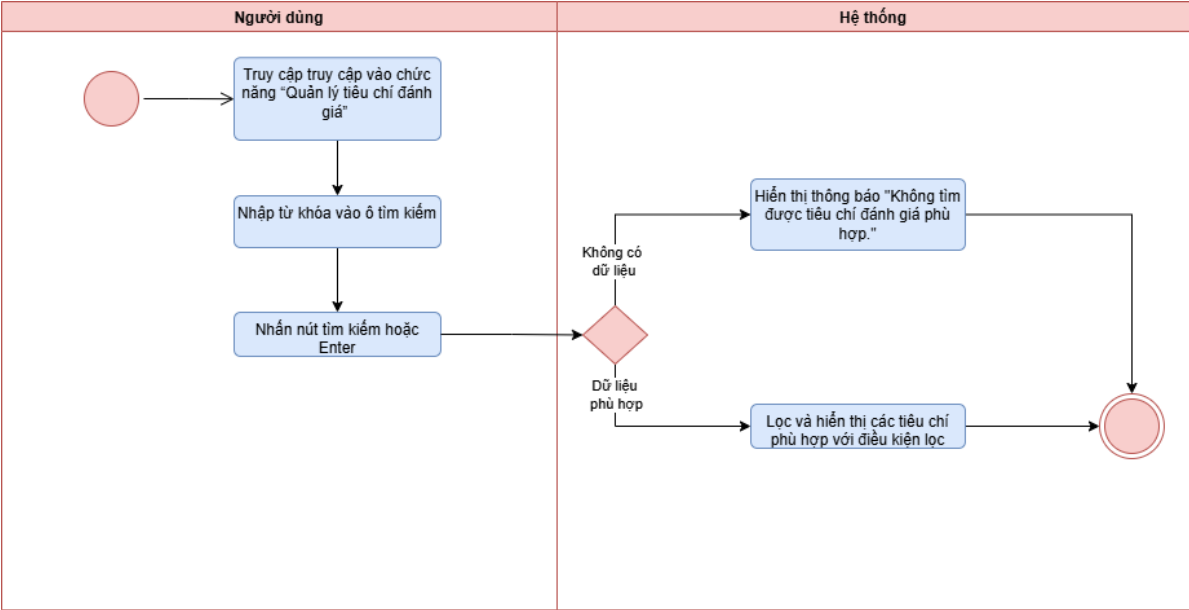 Người dùng
Hệ thống
Truy cập truy cập vào chức
năng “Quản lý tiêu chí đánh
giá”
Nhập từ khóa vào ô tìm kiếm
Nhấn nút tìm kiếm hoặc
Enter
Không có
dữ liệu
Hiển thị thông báo "Không tìm
được tiêu chí đánh giá phù
hợp."
Dữ liệu
phù hợp
Lọc và hiển thị các tiêu chí
phù hợp với điều kiện lọc